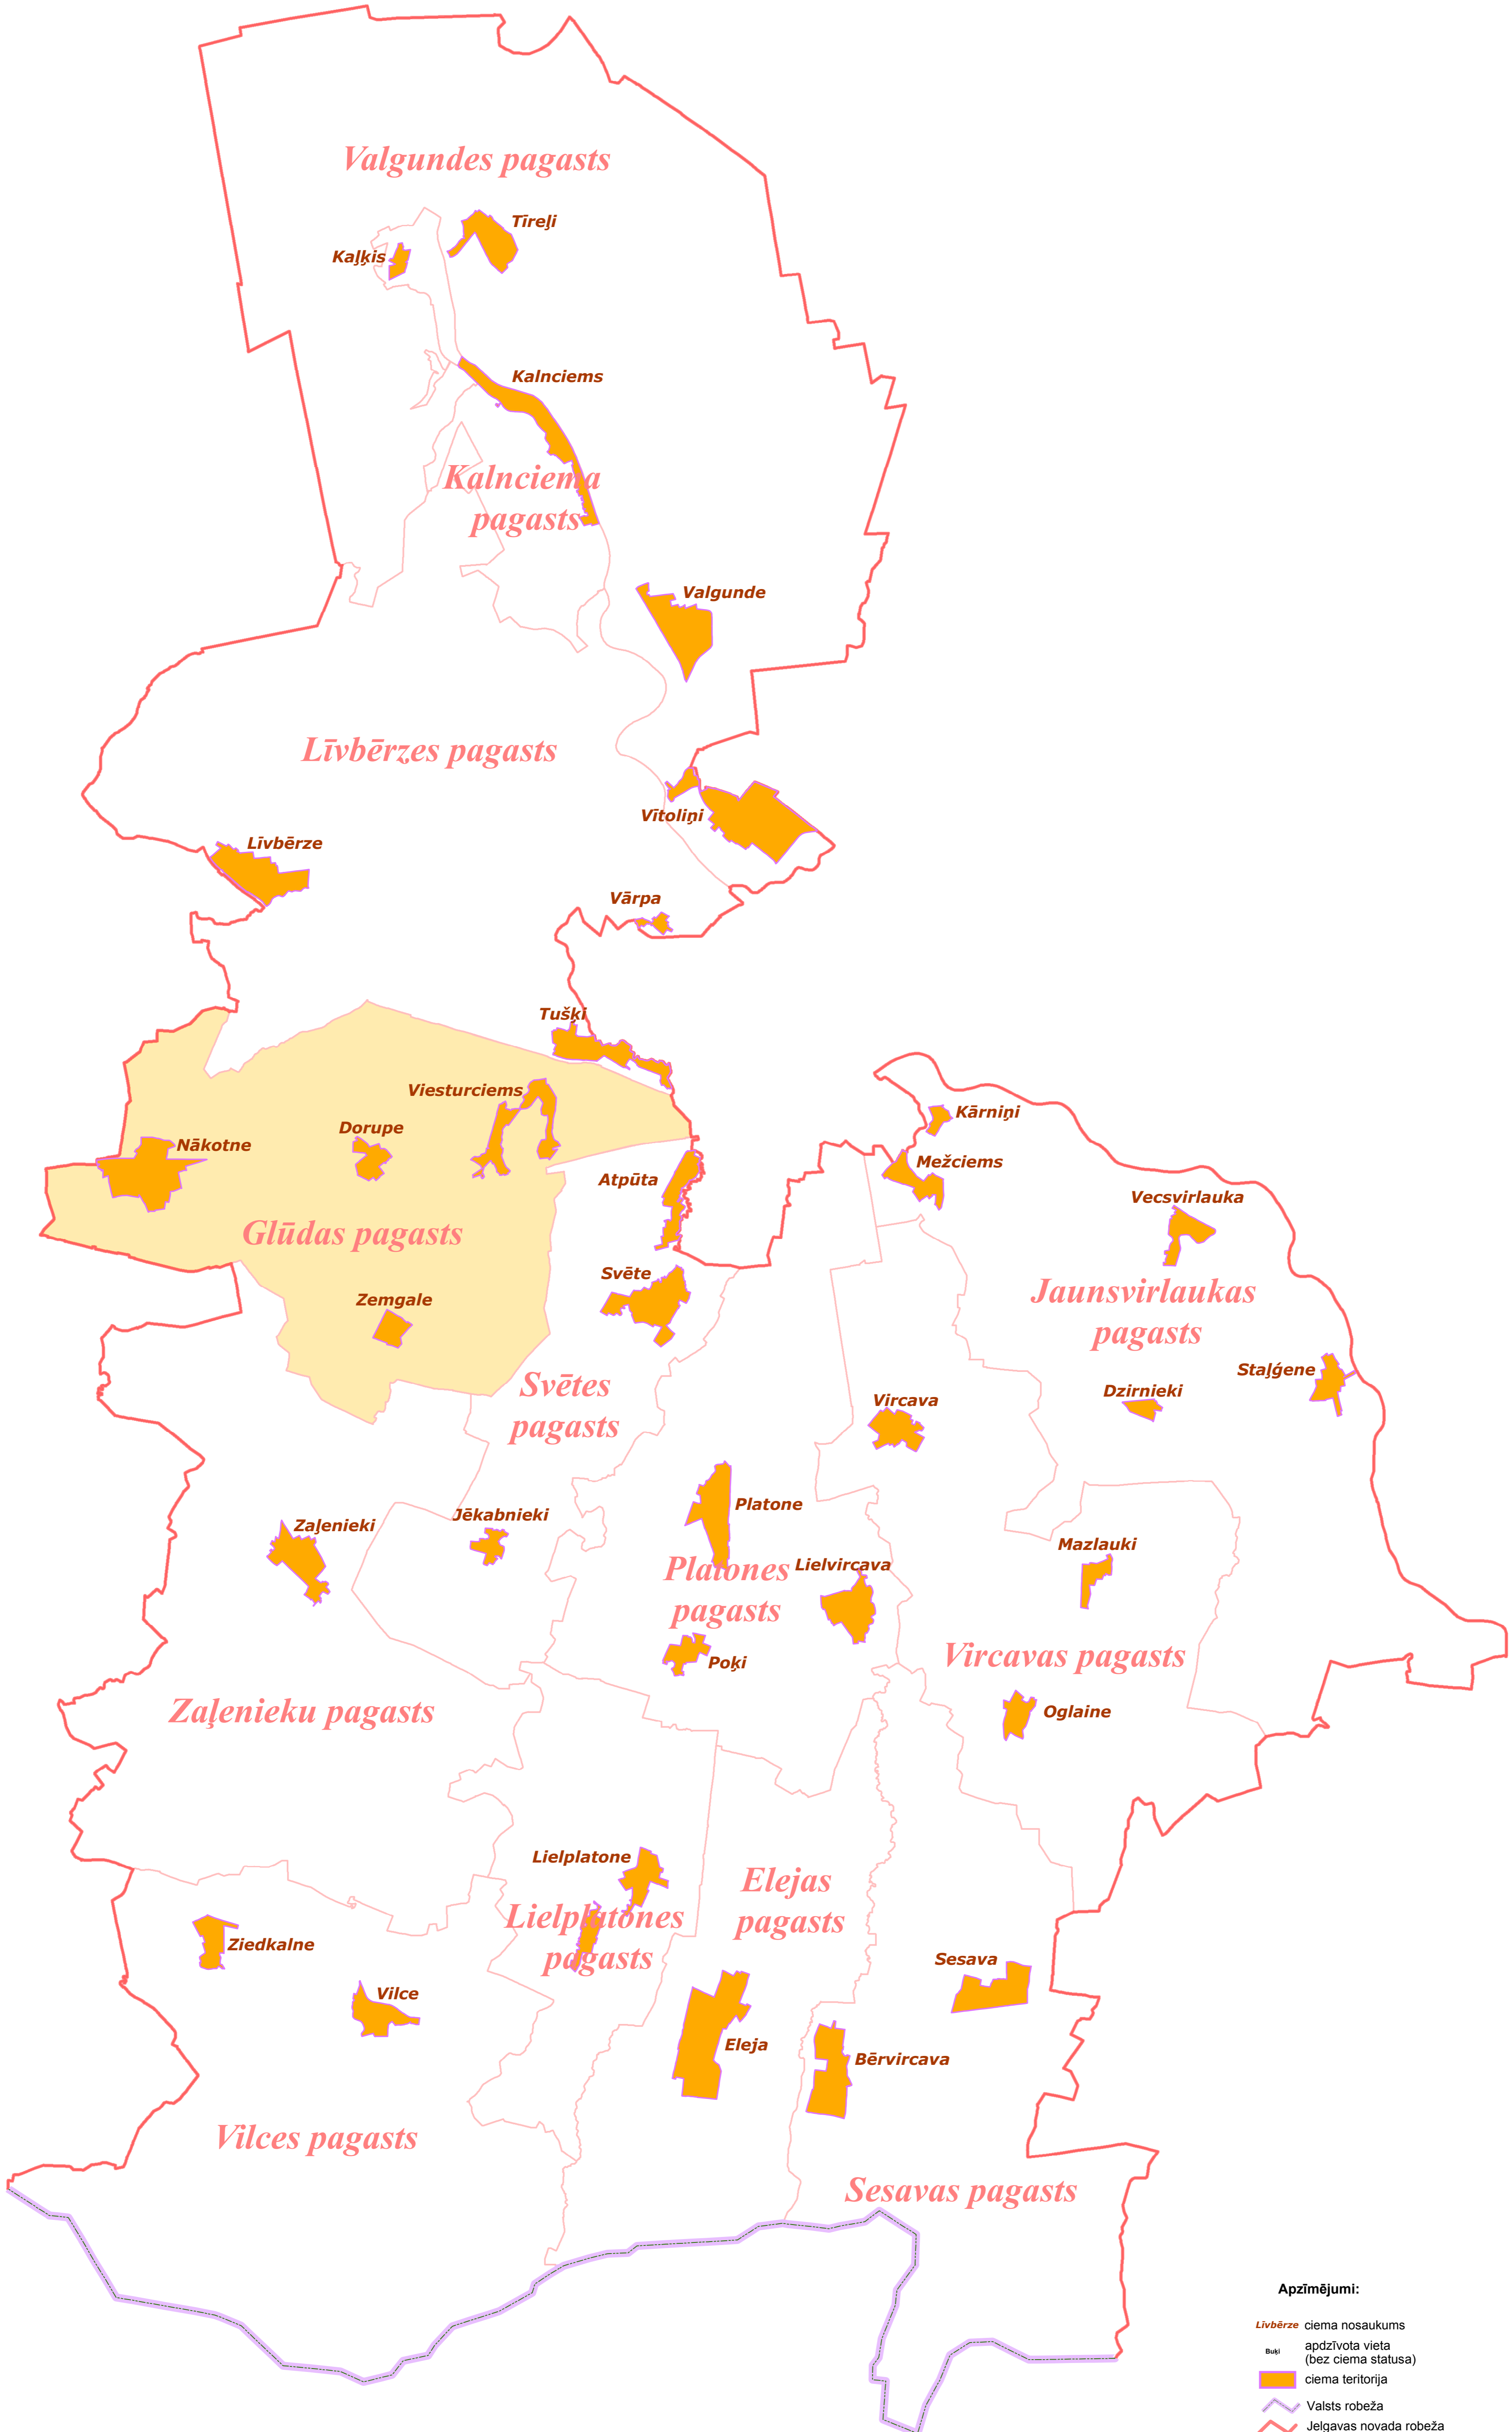 Valgundes pagasts
Tīreļi
Kaļķis
Kalnciems
Kalnciema
pagasts
Valgunde
Līvbērzes pagasts
Vītoliņi
Līvbērze
Vārpa
Tušķi
Viesturciems
Kārniņi
Dorupe
Nākotne
Mežciems
Atpūta
Vecsvirlauka
Glūdas pagasts
Svēte
Jaunsvirlaukas
pagasts
Zemgale
Staļģene
Svētes
pagasts
Dzirnieki
Vircava
Platone
Jēkabnieki
Zaļenieki
Mazlauki
Lielvircava
Platones
pagasts
Vircavas pagasts
Poķi
Zaļenieku pagasts
Oglaine
Lielplatone
Elejas
pagasts
Lielplatones
pagasts
Ziedkalne
Sesava
Vilce
Eleja
Bērvircava
Vilces pagasts
Sesavas pagasts
Apzīmējumi:
Līvbērze ciema nosaukums
Buķi apdzīvota vieta
(bez ciema statusa)
ciema teritorija
Valsts robeža
Jelgavas novada robeža